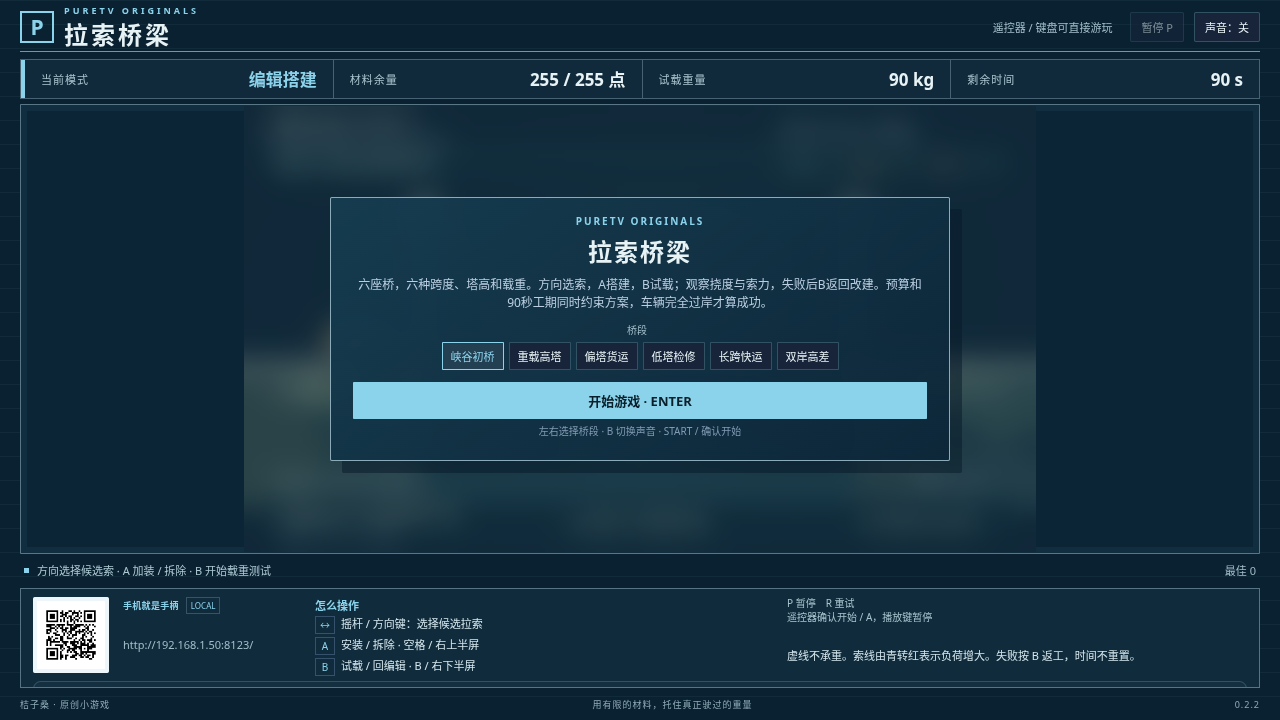 P
PURETV ORIGINALS
拉索桥梁
遥控器 / 键盘可直接游玩
暂停 P
声音：关
当前模式
编辑搭建
材料余量
255 / 255 点
试载重量
90 kg
剩余时间
90 s
PURETV ORIGINALS
拉索桥梁
六座桥，六种跨度、塔高和载重。方向选索，A搭建，B试载；观察挠度与索力，失败后B返回改建。预算和
90秒工期同时约束方案，车辆完全过岸才算成功。
桥段
峡谷初桥
重载高塔
偏塔货运
低塔检修
长跨快运
双岸高差
开始游戏 · ENTER
左右选择桥段 · B 切换声音 · START / 确认开始
方向选择候选索 · A 加装 / 拆除 · B 开始载重测试
最佳 0
手机就是手柄
LOCAL
http://192.168.1.50:8123/
怎么操作
↔ 摇杆 / 方向键：选择候选拉索
A 安装 / 拆除 · 空格 / 右上半屏
B 试载 / 回编辑 · B / 右下半屏
P 暂停 R 重试
遥控器确认开始 / A，播放键暂停
虚线不承重。索线由青转红表示负荷增大。失败按 B 返工，时间不重置。
桔子桑 · 原创小游戏
用有限的材料，托住真正驶过的重量
0.2.2